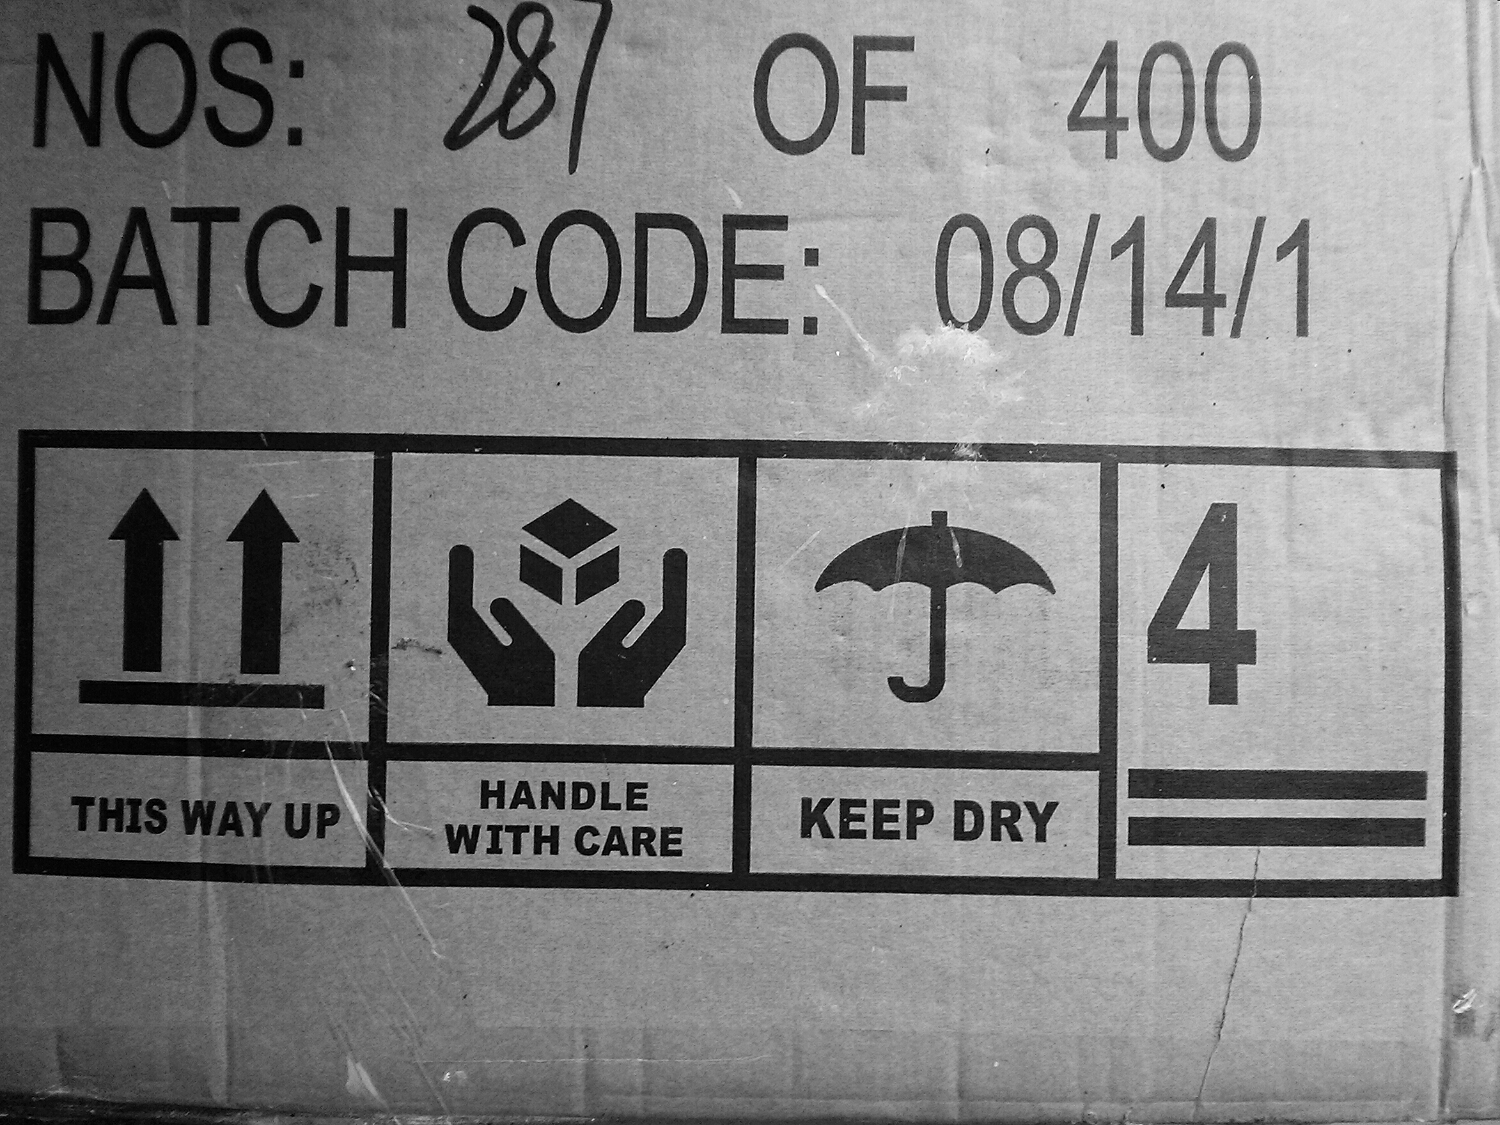 NOS: 287 OF 400
BATCH CODE: 08/14/1
4
THIS WAY UP
HANDLE
WITH CARE
KEEP DRY